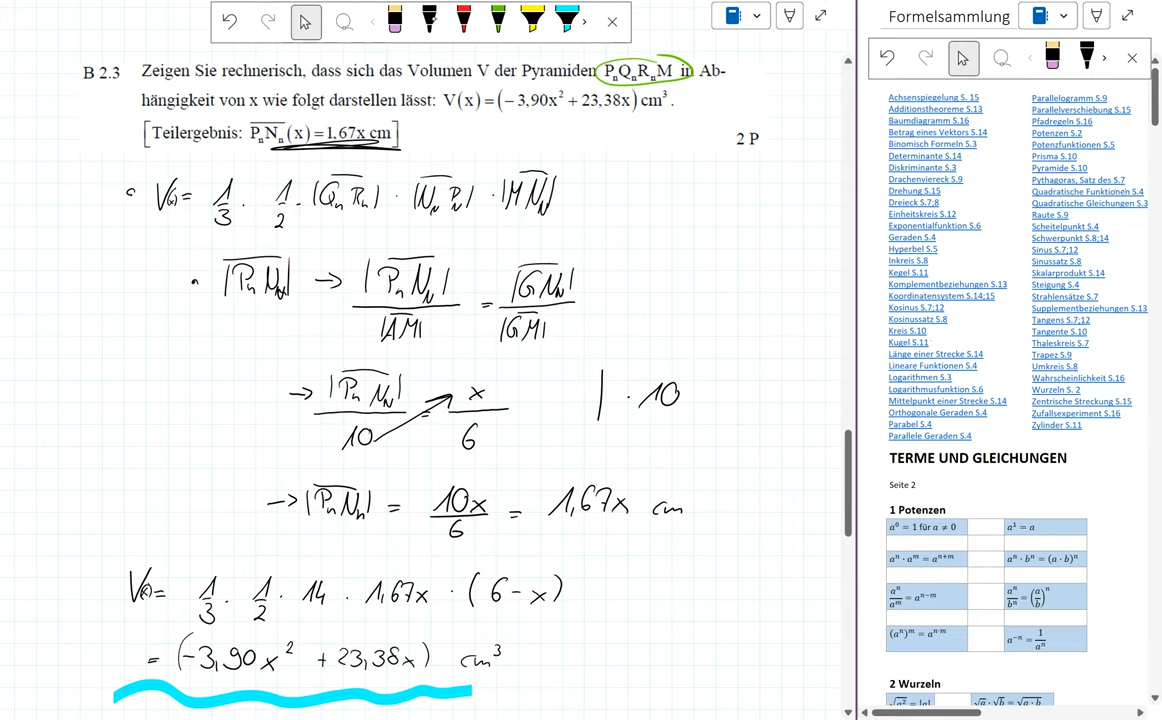 B 2.3 Zeigen Sie rechnerisch, dass sich das Volumen V der Pyramiden PₙQₙRₙM in Ab-
hängigkeit von x wie folgt darstellen lässt: V(x) = (−3,90x² + 23,38x) cm³.
[Teilergebnis: PₙNₙ(x) = 1,67x cm]
2 P
V(x) = 1/3 · 1/2 · |QₙRₙ| · |NₙPₙ| · |MNₙ|
· |PₙNₙ| → |PₙNₙ|/|AM| = |GNₙ|/|GM|
→ |PₙNₙ|/10 = x/6 | · 10
→ |PₙNₙ| = 10x/6 = 1,67x cm
V(x) = 1/3 · 1/2 · 14 · 1,67x · (6 − x)
= (−3,90x² + 23,38x) cm³
Formelsammlung
Achsenspiegelung S. 15
Additionstheoreme S.13
Baumdiagramm S.16
Betrag eines Vektors S.14
Binomisch Formeln S.3
Determinante S.14
Diskriminante S.3
Drachenviereck S.9
Drehung S.15
Dreieck S.7;8
Einheitskreis S.12
Exponentialfunktion S.6
Geraden S.4
Hyperbel S.5
Inkreis S.8
Kegel S.11
Komplementbeziehungen S.13
Koordinatensystem S.14;15
Kosinus S.7;12
Kosinussatz S.8
Kreis S.10
Kugel S.11
Länge einer Strecke S.14
Lineare Funktionen S.4
Logarithmen S.3
Logarithmusfunktion S.6
Mittelpunkt einer Strecke S.14
Orthogonale Geraden S.4
Parabel S.4
Parallele Geraden S.4
Parallelogramm S.9
Parallelverschiebung S.15
Pfadregeln S.16
Potenzen S.2
Potenzfunktionen S.5
Prisma S.10
Pyramide S.10
Pythagoras, Satz des S.7
Quadratische Funktionen S.4
Quadratische Gleichungen S.3
Raute S.9
Scheitelpunkt S.4
Schwerpunkt S.8;14
Sinus S.7;12
Sinussatz S.8
Skalarprodukt S.14
Steigung S.4
Strahlensätze S.7
Supplementbeziehungen S.13
Tangens S.7;12
Tangente S.10
Thaleskreis S.7
Trapez S.9
Umkreis S.8
Wahrscheinlichkeit S.16
Wurzeln S. 2
Zentrische Streckung S.15
Zufallsexperiment S.16
Zylinder S.11
TERME UND GLEICHUNGEN
Seite 2
1 Potenzen
a⁰ = 1 für a ≠ 0 a¹ = a
aⁿ · aᵐ = aⁿ⁺ᵐ aⁿ · bⁿ = (a · b)ⁿ
aⁿ/aᵐ = aⁿ⁻ᵐ aⁿ/bⁿ = (a/b)ⁿ
(aⁿ)ᵐ = aⁿ·ᵐ a⁻ⁿ = 1/aⁿ
2 Wurzeln
√a² = |a| √a · √b = √a · b